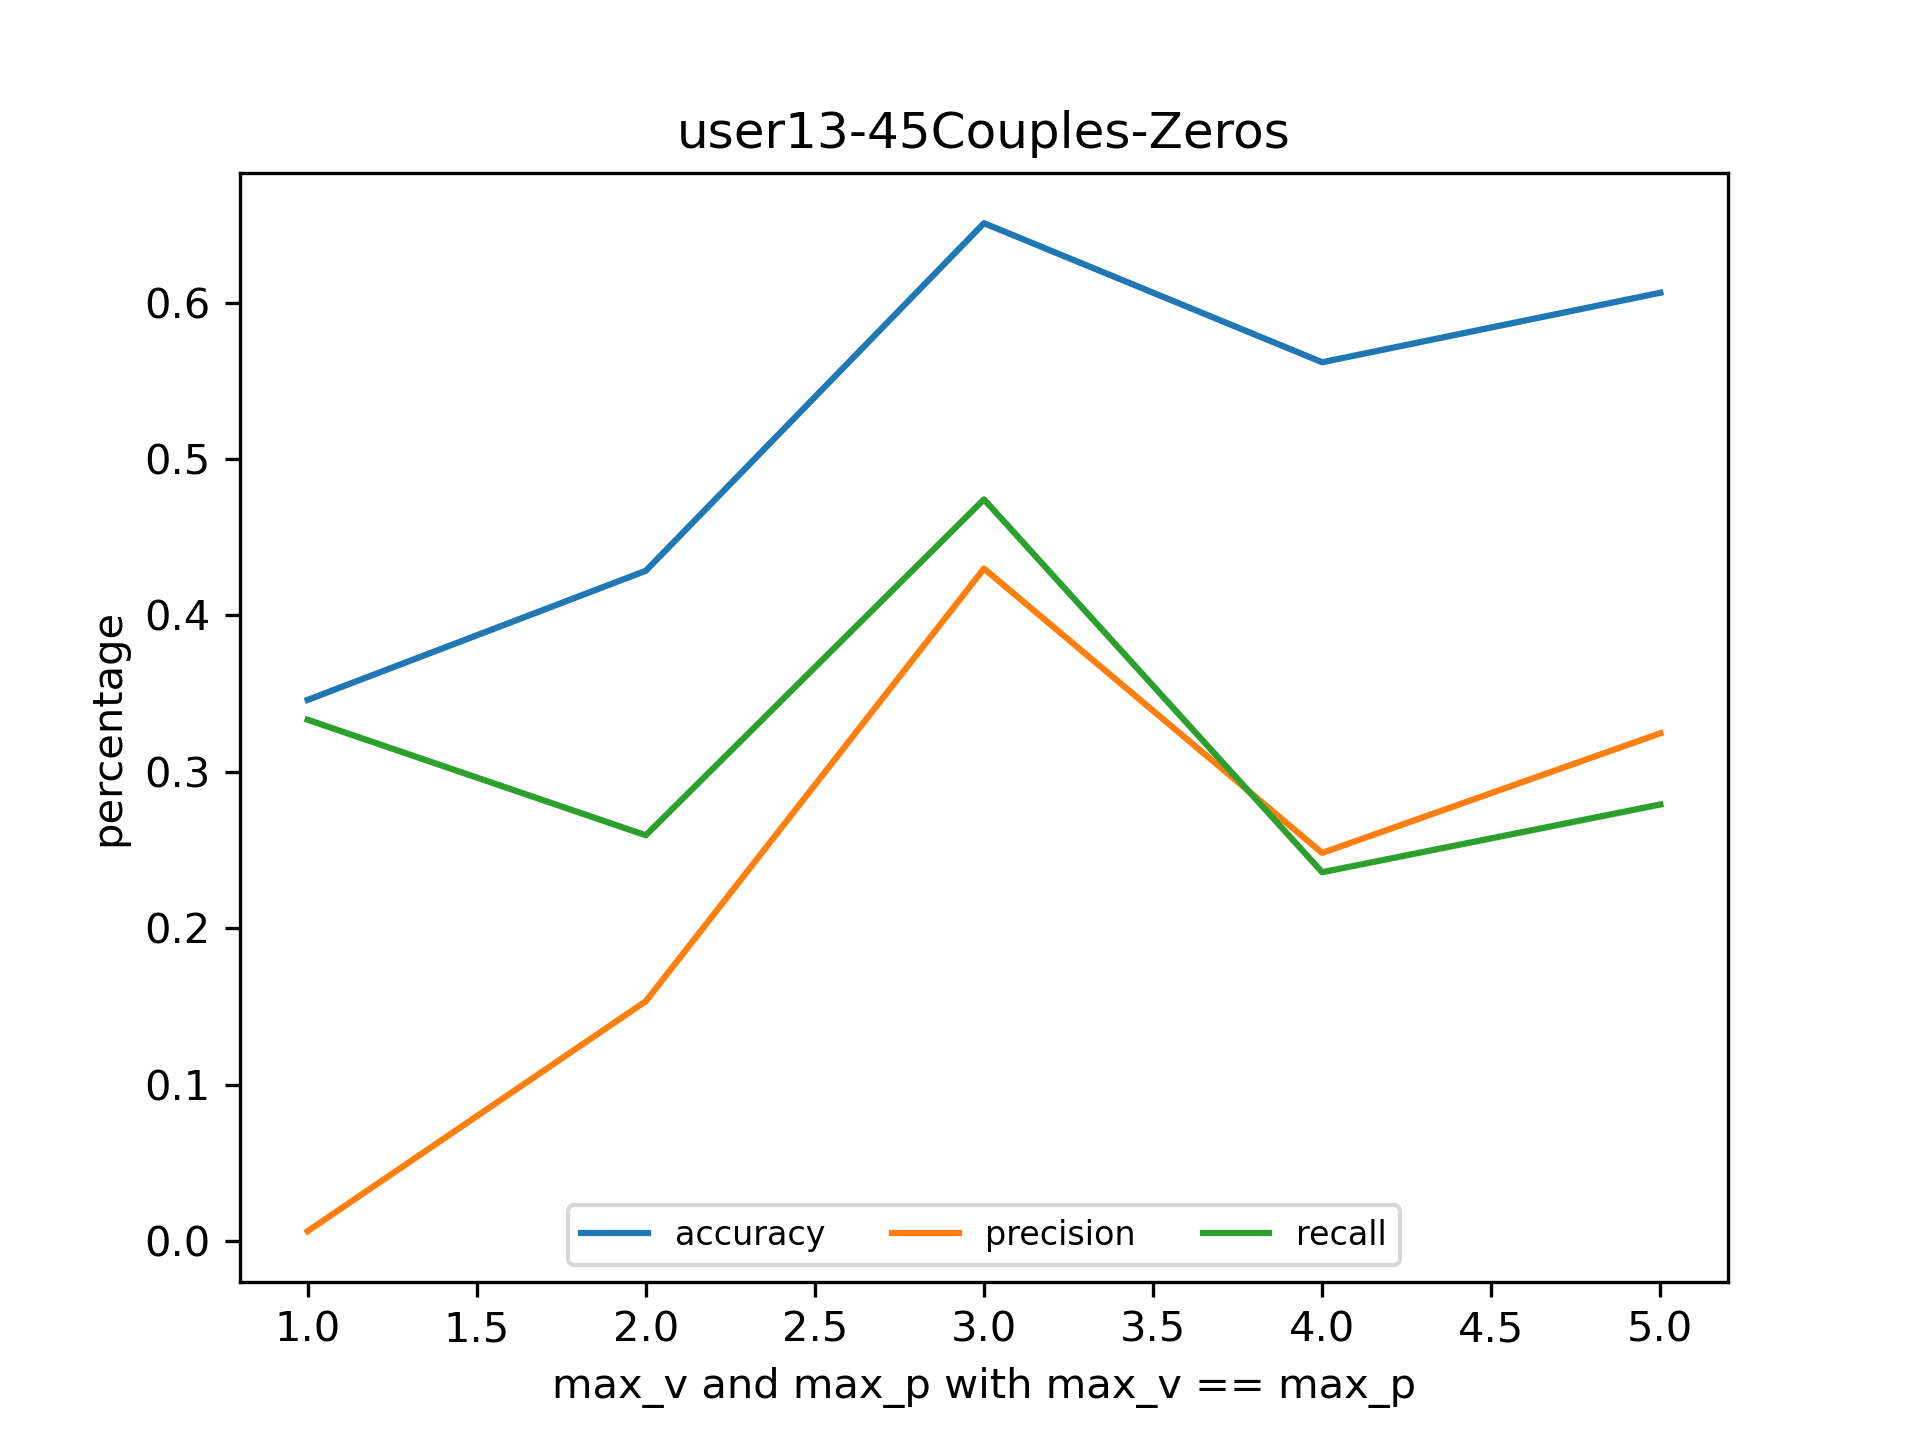 user13-45Couples-Zeros
percentage
0.6
0.5
0.4
0.3
0.2
0.1
0.0
accuracy precision recall
1.0 1.5 2.0 2.5 3.0 3.5 4.0 4.5 5.0
max_v and max_p with max_v == max_p